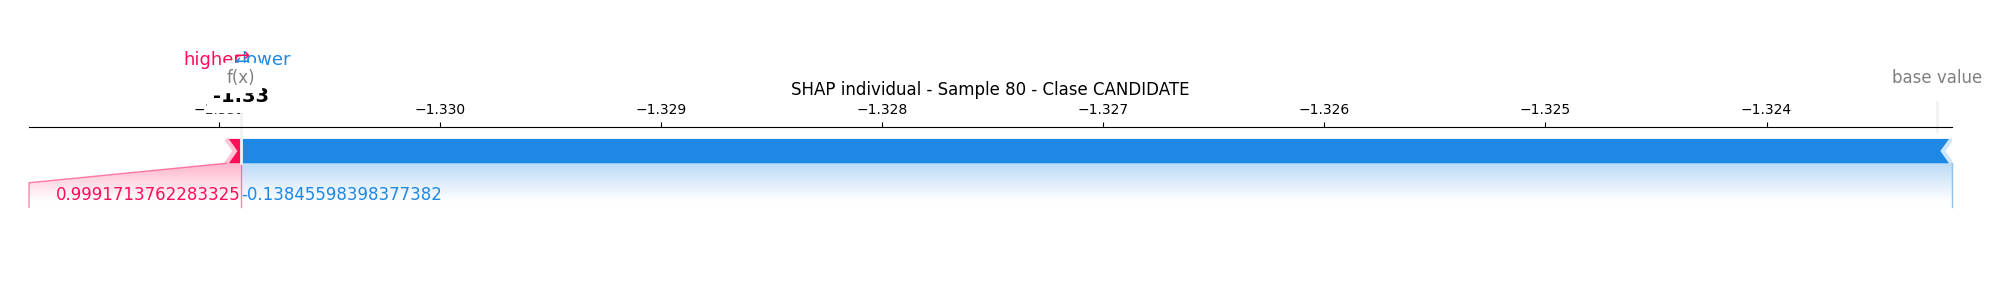 higher
f(x)
base value
SHAP individual - Sample 80 - Clase CANDIDATE
-1.33
−1.330 −1.329 −1.328 −1.327 −1.326 −1.325 −1.324
0.9991713762283325 -0.13845598398377382